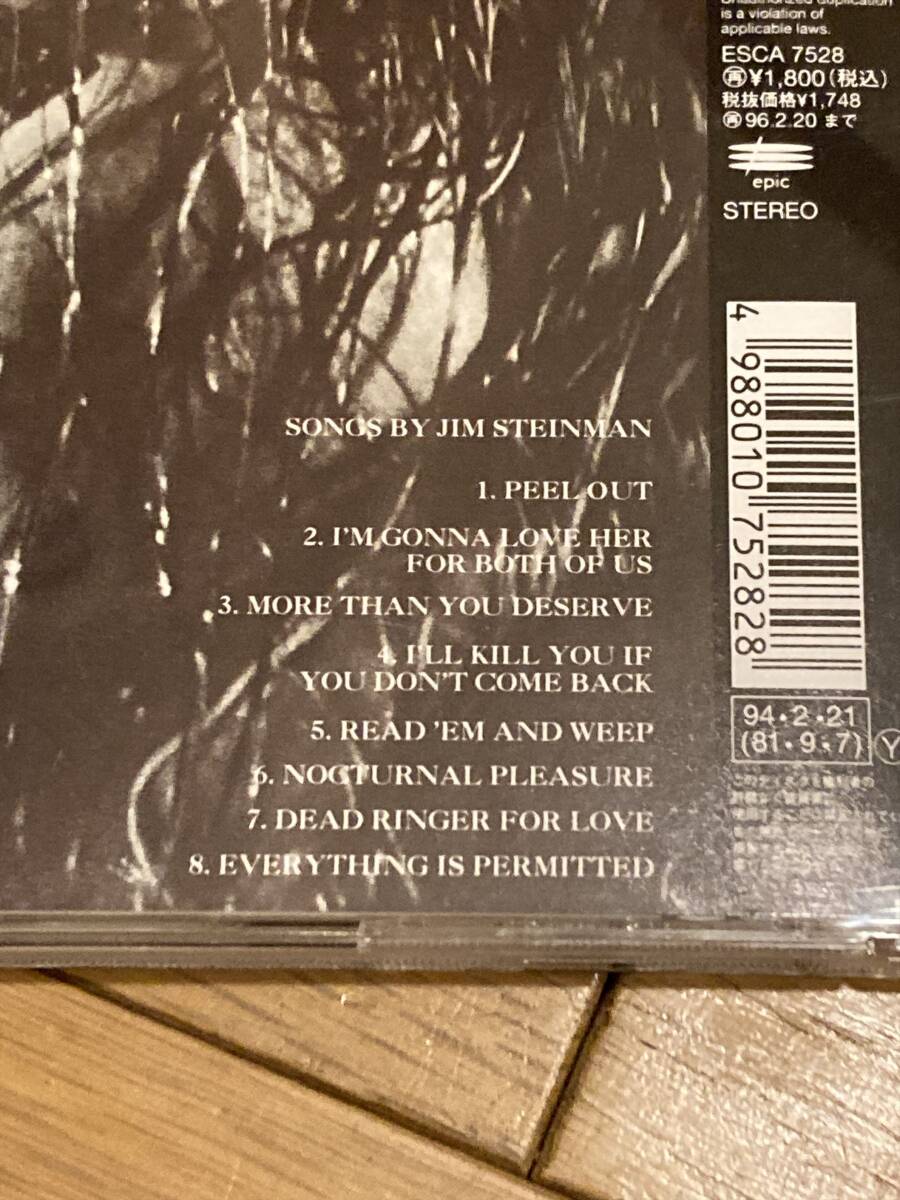 Unauthorized duplication
is a violation of
applicable laws.
ESCA 7528
再¥1,800(税込)
税抜価格¥1,748
再96.2.20 まで
epic
STEREO
4 988010 752828
94・2・21
(81・9・7)
Y
SONGS BY JIM STEINMAN
1. PEEL OUT
2. I'M GONNA LOVE HER
FOR BOTH OF US
3. MORE THAN YOU DESERVE
4. I'LL KILL YOU IF
YOU DON'T COME BACK
5. READ 'EM AND WEEP
6. NOCTURNAL PLEASURE
7. DEAD RINGER FOR LOVE
8. EVERYTHING IS PERMITTED